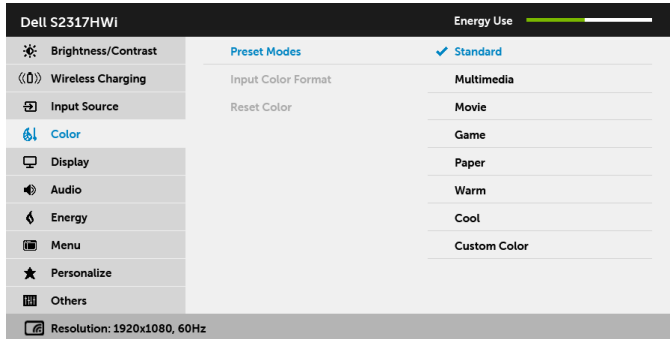 Dell S2317HWi Energy Use
Brightness/Contrast Preset Modes Standard
Wireless Charging Input Color Format Multimedia
Input Source Reset Color Movie
Color Game
Display Paper
Audio Warm
Energy Cool
Menu Custom Color
Personalize
Others
Resolution: 1920x1080, 60Hz